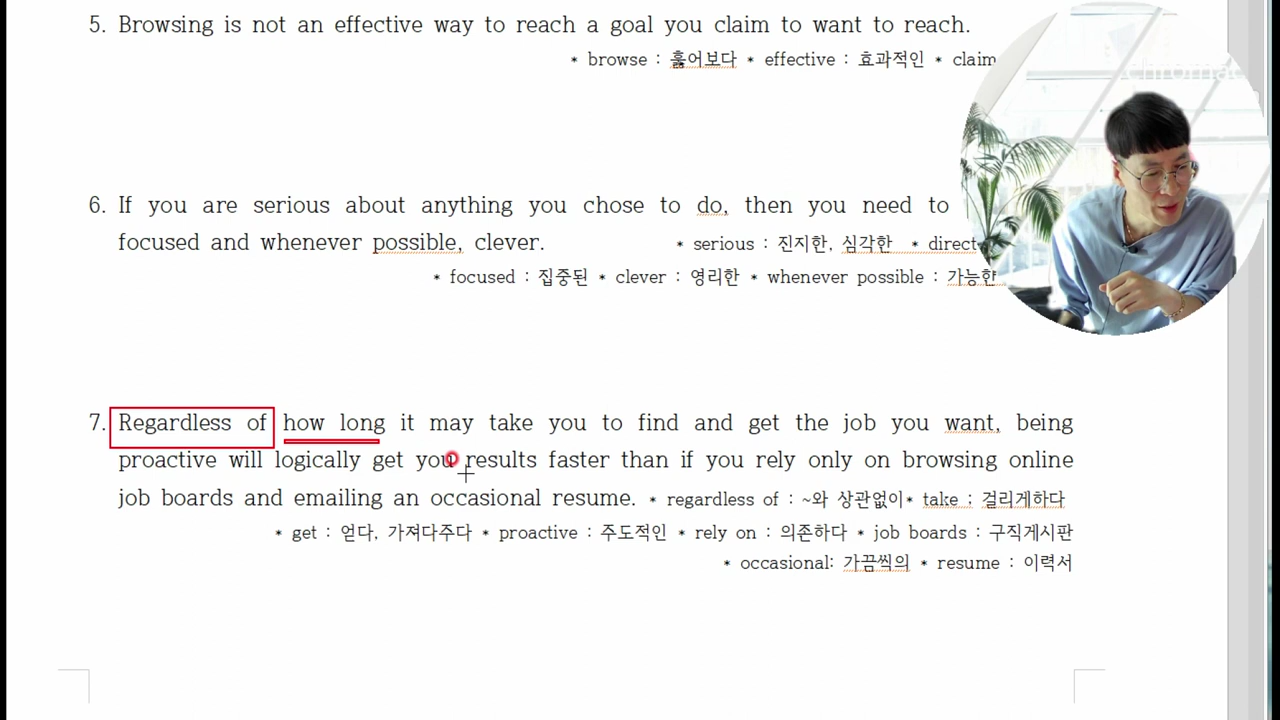 5. Browsing is not an effective way to reach a goal you claim to want to reach.
* browse : 훑어보다 * effective : 효과적인 * claim
6. If you are serious about anything you chose to do, then you need to
focused and whenever possible, clever. * serious : 진지한, 심각한 * direct
* focused : 집중된 * clever : 영리한 * whenever possible : 가능한
7. Regardless of how long it may take you to find and get the job you want, being
proactive will logically get you results faster than if you rely only on browsing online
job boards and emailing an occasional resume. * regardless of : ~와 상관없이* take : 걸리게하다
* get : 얻다, 가져다주다 * proactive : 주도적인 * rely on : 의존하다 * job boards : 구직게시판
* occasional: 가끔씩의 * resume : 이력서